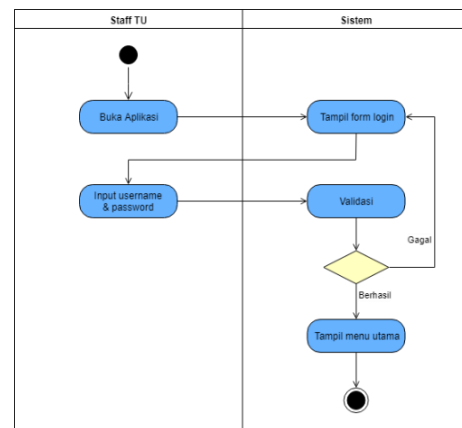 Staff TU
Sistem
Buka Aplikasi
Tampil form login
Input username
& password
Validasi
Gagal
Berhasil
Tampil menu utama